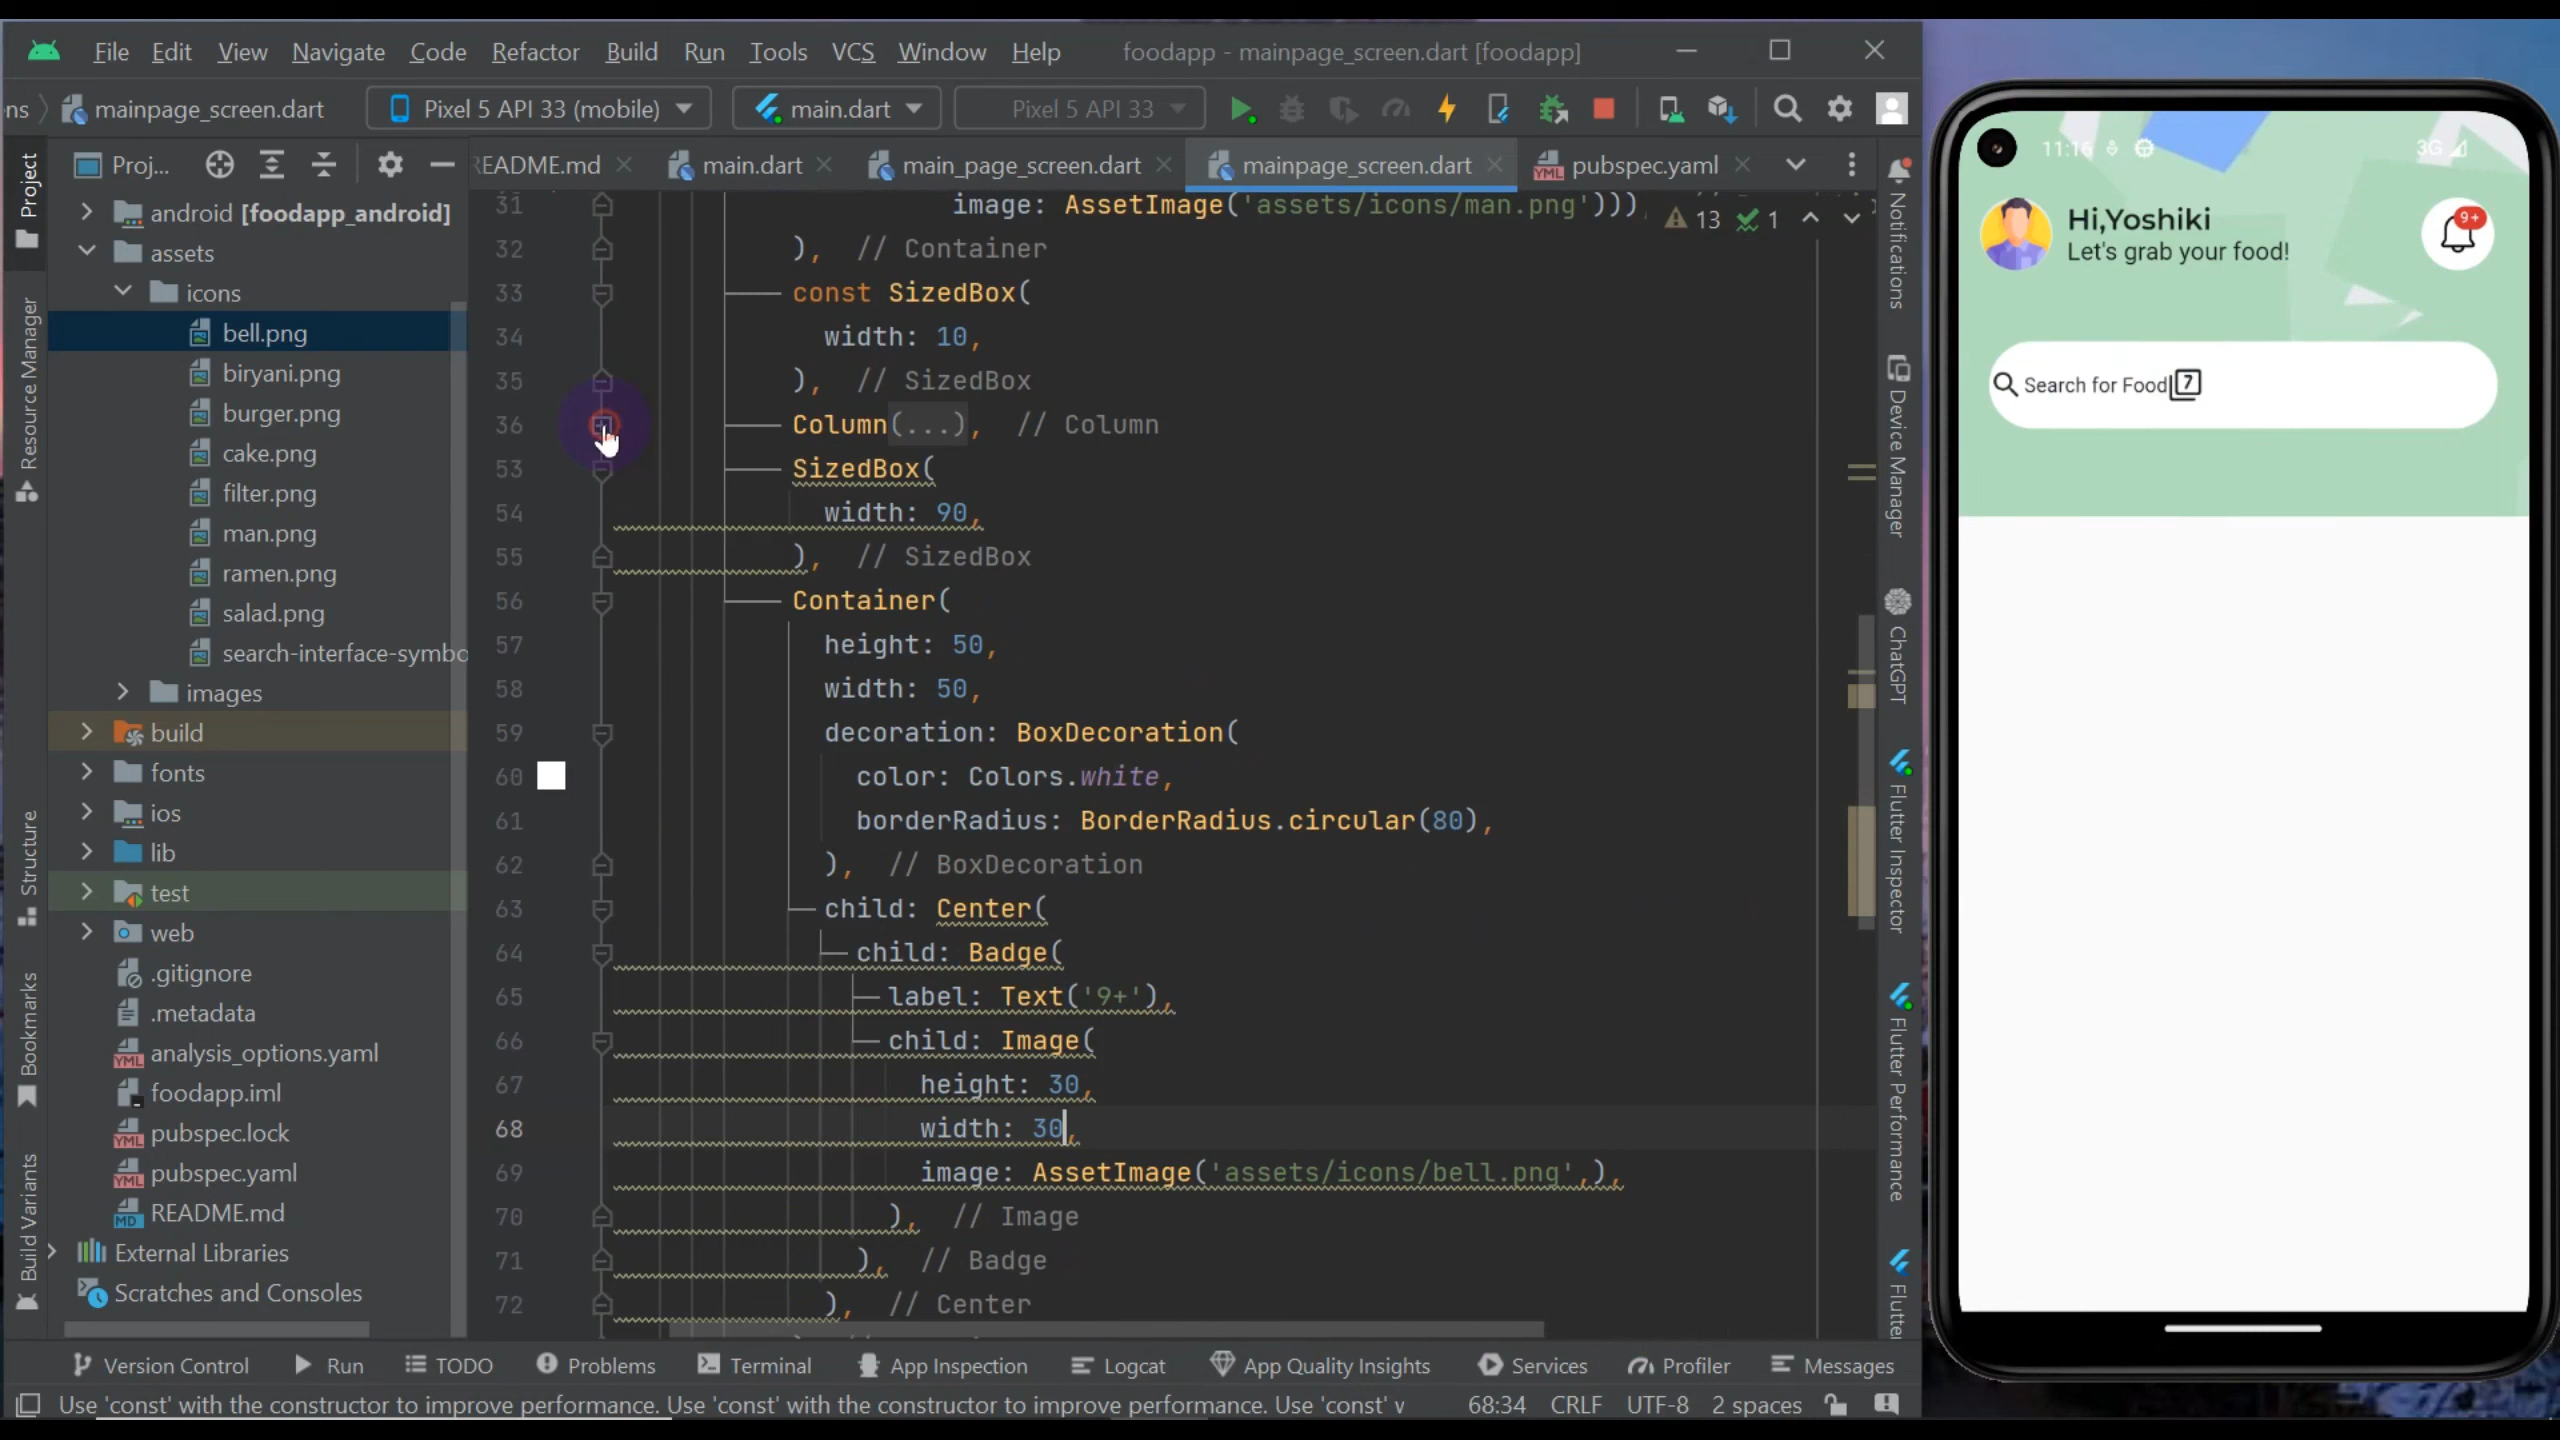 File Edit View Navigate Code Refactor Build Run Tools VCS Window Help foodapp - mainpage_screen.dart [foodapp]
ns mainpage_screen.dart Pixel 5 API 33 (mobile) main.dart Pixel 5 API 33
Project
Resource Manager
Structure
Bookmarks
Build Variants
Proj...
README.md main.dart main_page_screen.dart mainpage_screen.dart pubspec.yaml
android [foodapp_android]
assets
icons
bell.png
biryani.png
burger.png
cake.png
filter.png
man.png
ramen.png
salad.png
search-interface-symbo
images
build
fonts
ios
lib
test
web
.gitignore
.metadata
analysis_options.yaml
foodapp.iml
pubspec.lock
pubspec.yaml
README.md
External Libraries
Scratches and Consoles
31 image: AssetImage('assets/icons/man.png'))),
13 1
32 ), // Container
33 const SizedBox(
34 width: 10,
35 ), // SizedBox
36 Column(...), // Column
53 SizedBox(
54 width: 90,
55 ), // SizedBox
56 Container(
57 height: 50,
58 width: 50,
59 decoration: BoxDecoration(
60 color: Colors.white,
61 borderRadius: BorderRadius.circular(80),
62 ), // BoxDecoration
63 child: Center(
64 child: Badge(
65 label: Text('9+'),
66 child: Image(
67 height: 30,
68 width: 30,
69 image: AssetImage('assets/icons/bell.png',),
70 ), // Image
71 ), // Badge
72 ), // Center
Notifications
Device Manager
ChatGPT
Flutter Inspector
Flutter Performance
Flutter
Version Control Run TODO Problems Terminal App Inspection Logcat App Quality Insights Services Profiler Messages
Use 'const' with the constructor to improve performance. Use 'const' with the constructor to improve performance. Use 'const' v 68:34 CRLF UTF-8 2 spaces
11:16 3G
Hi,Yoshiki
Let's grab your food!
9+
Search for Food 7